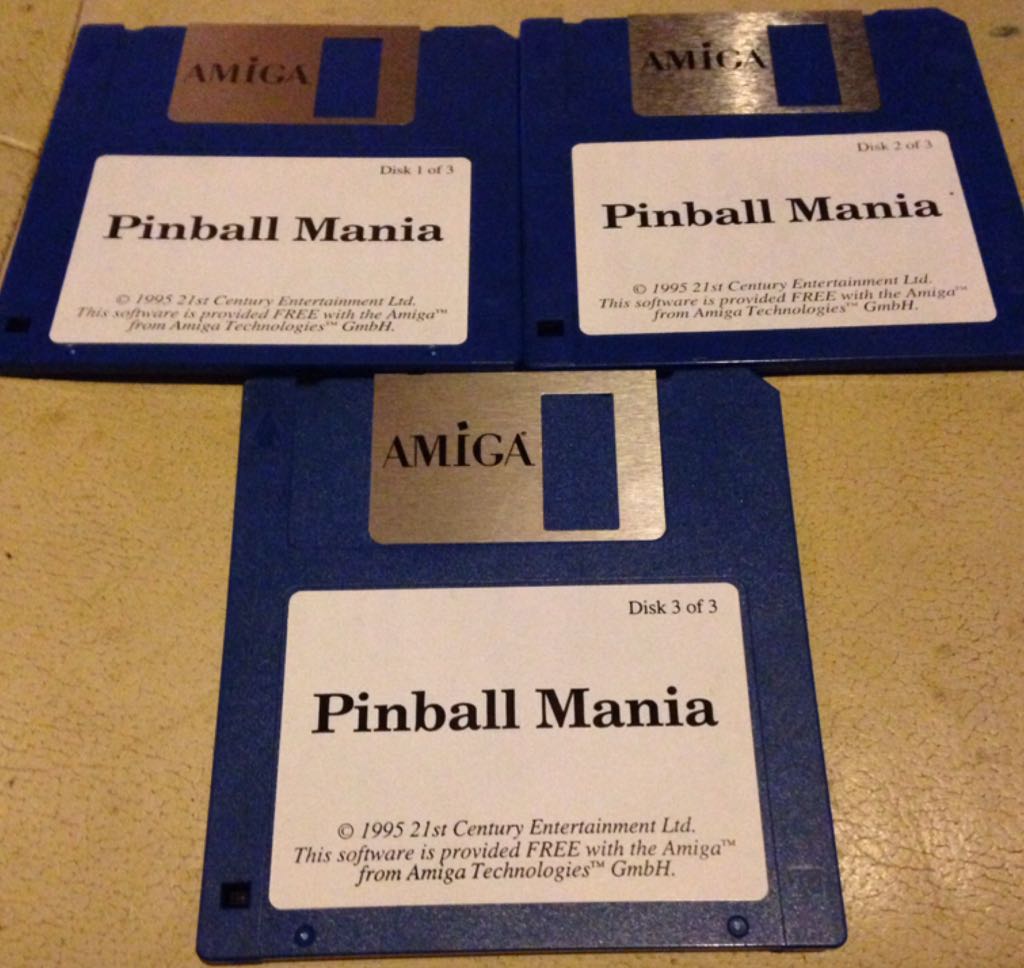 AMiGA
Disk 1 of 3
Pinball Mania
© 1995 21st Century Entertainment Ltd.
This software is provided FREE with the Amiga™
from Amiga Technologies™ GmbH.
AMiGA
Disk 2 of 3
Pinball Mania
© 1995 21st Century Entertainment Ltd.
This software is provided FREE with the Amiga™
from Amiga Technologies™ GmbH.
AMiGA
Disk 3 of 3
Pinball Mania
© 1995 21st Century Entertainment Ltd.
This software is provided FREE with the Amiga™
from Amiga Technologies™ GmbH.